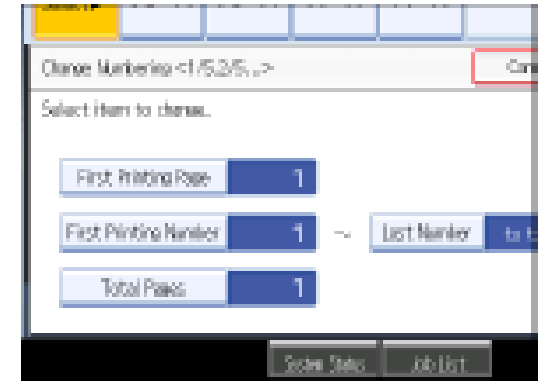 Change Numbering <1/5,2/5,...>
Select item to change.
First Printing Page 1
First Printing Number 1 ~ Last Number
Total Pages 1
System Status Job List